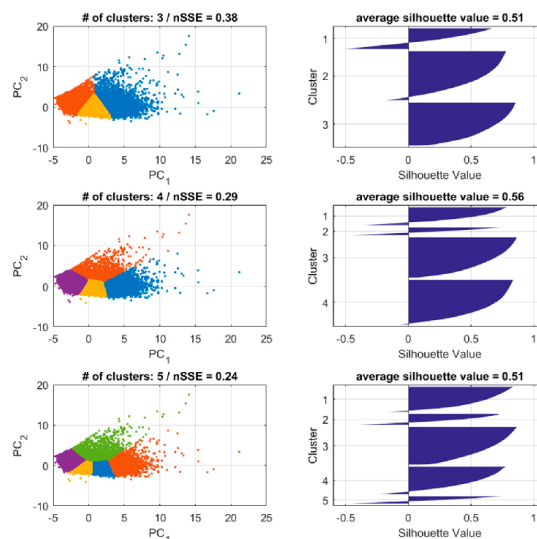 # of clusters: 3 / nSSE = 0.38
20
10
0
-10
PC2
-5 0 5 10 15 20 25
PC1
average silhouette value = 0.51
1
2
3
Cluster
-0.5 0 0.5 1
Silhouette Value
# of clusters: 4 / nSSE = 0.29
20
10
0
-10
PC2
-5 0 5 10 15 20 25
PC1
average silhouette value = 0.56
1
2
3
4
Cluster
-0.5 0 0.5 1
Silhouette Value
# of clusters: 5 / nSSE = 0.24
20
10
0
-10
PC2
-5 0 5 10 15 20 25
PC1
average silhouette value = 0.51
1
2
3
4
5
Cluster
-0.5 0 0.5 1
Silhouette Value